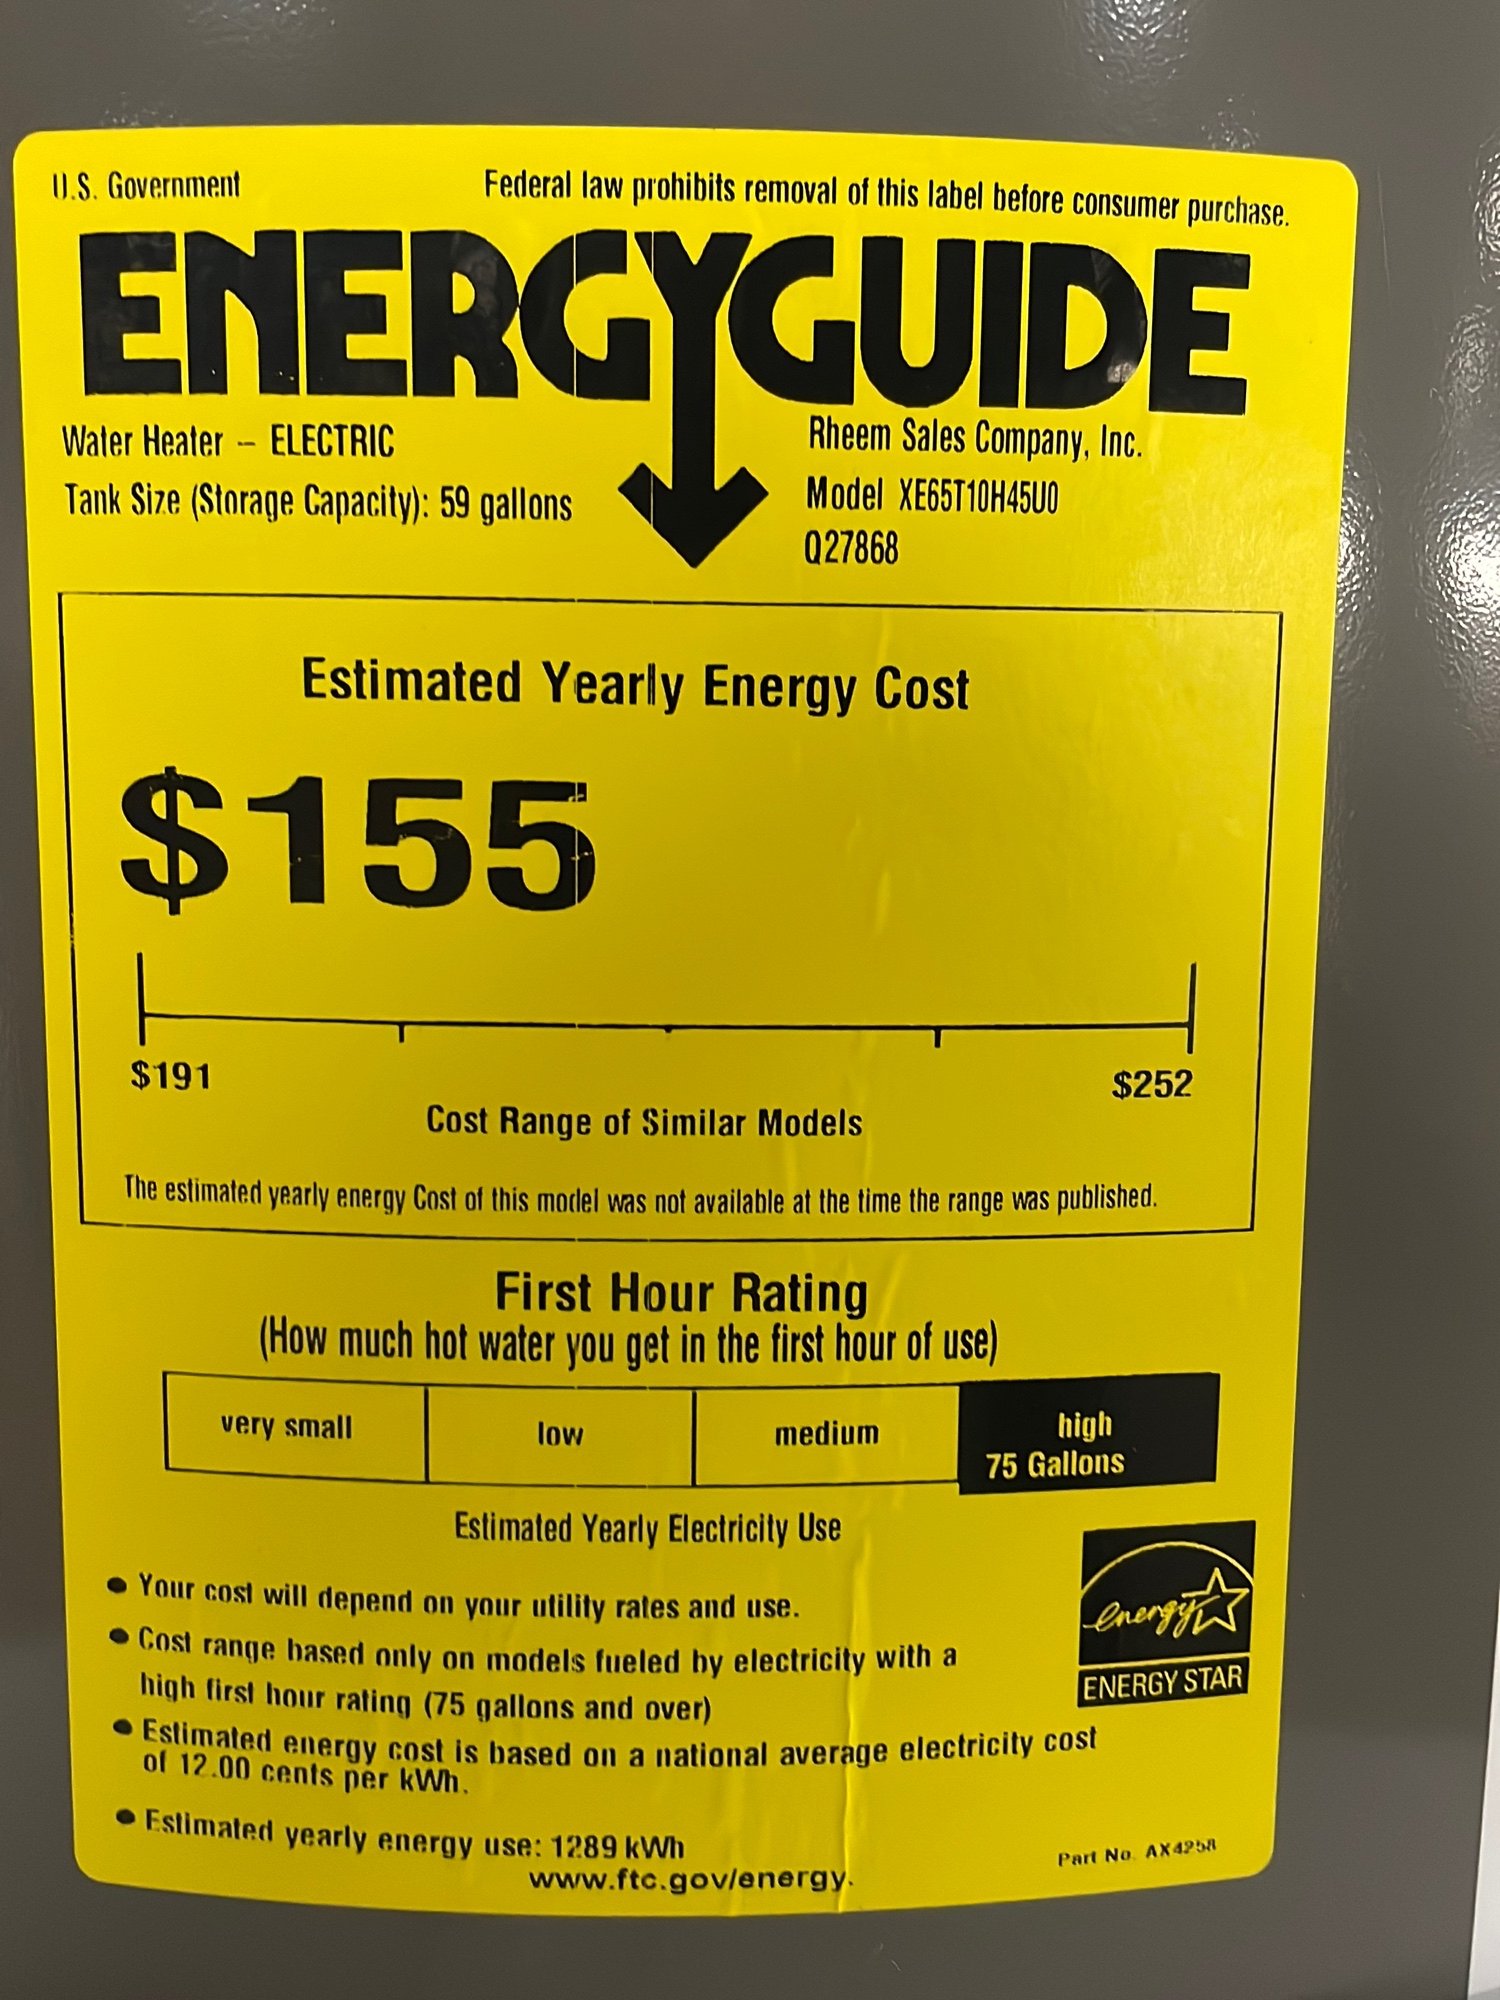 U.S. Government Federal law prohibits removal of this label before consumer purchase.
ENERGYGUIDE
Water Heater – ELECTRIC
Tank Size (Storage Capacity): 59 gallons
Rheem Sales Company, Inc.
Model XE65T10H45U0
Q27868
Estimated Yearly Energy Cost
$155
$191 $252
Cost Range of Similar Models
The estimated yearly energy Cost of this model was not available at the time the range was published.
First Hour Rating
(How much hot water you get in the first hour of use)
very small low medium high
75 Gallons
Estimated Yearly Electricity Use
● Your cost will depend on your utility rates and use.
● Cost range based only on models fueled by electricity with a
high first hour rating (75 gallons and over)
● Estimated energy cost is based on a national average electricity cost
of 12.00 cents per kWh.
● Estimated yearly energy use: 1289 kWh
www.ftc.gov/energy.
energy
ENERGY STAR
Part No. AX4258